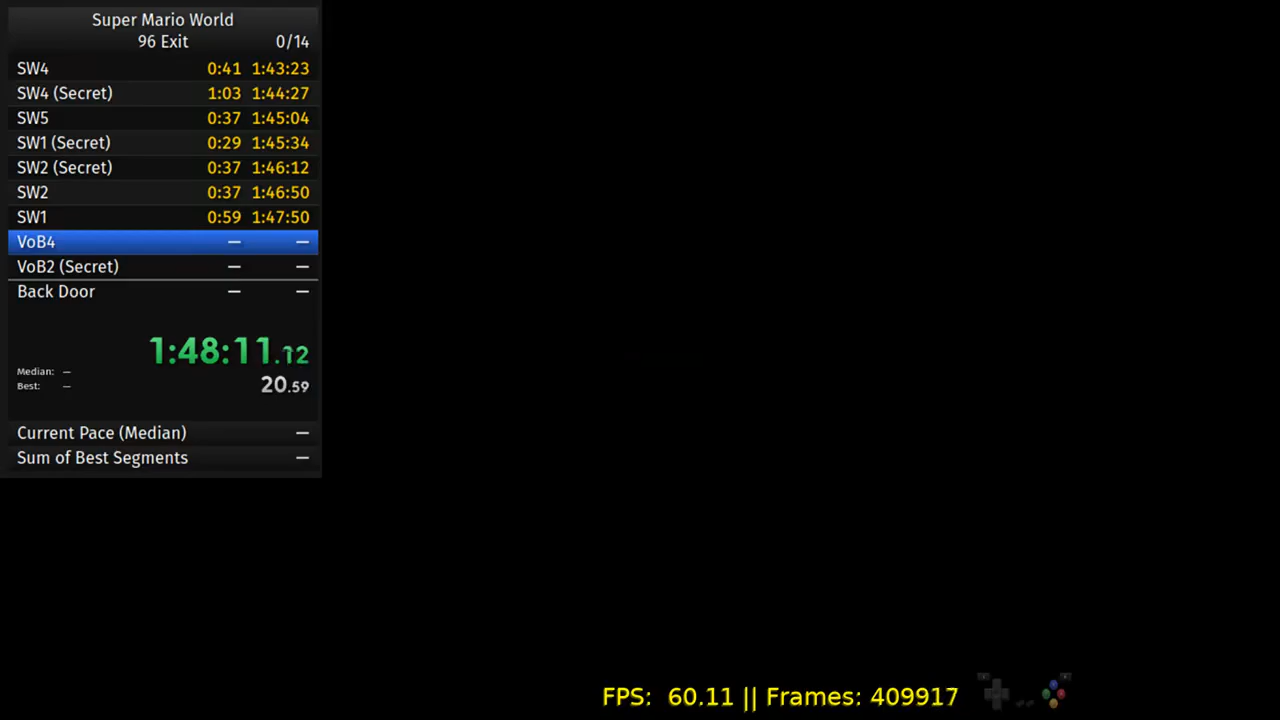 Super Mario World
96 Exit 0/14
SW4 0:41 1:43:23
SW4 (Secret) 1:03 1:44:27
SW5 0:37 1:45:04
SW1 (Secret) 0:29 1:45:34
SW2 (Secret) 0:37 1:46:12
SW2 0:37 1:46:50
SW1 0:59 1:47:50
VoB4 — —
VoB2 (Secret) — —
Back Door — —
1:48:11.12
Median: —
Best: — 20.59
Current Pace (Median) —
Sum of Best Segments —
FPS: 60.11 || Frames: 409917